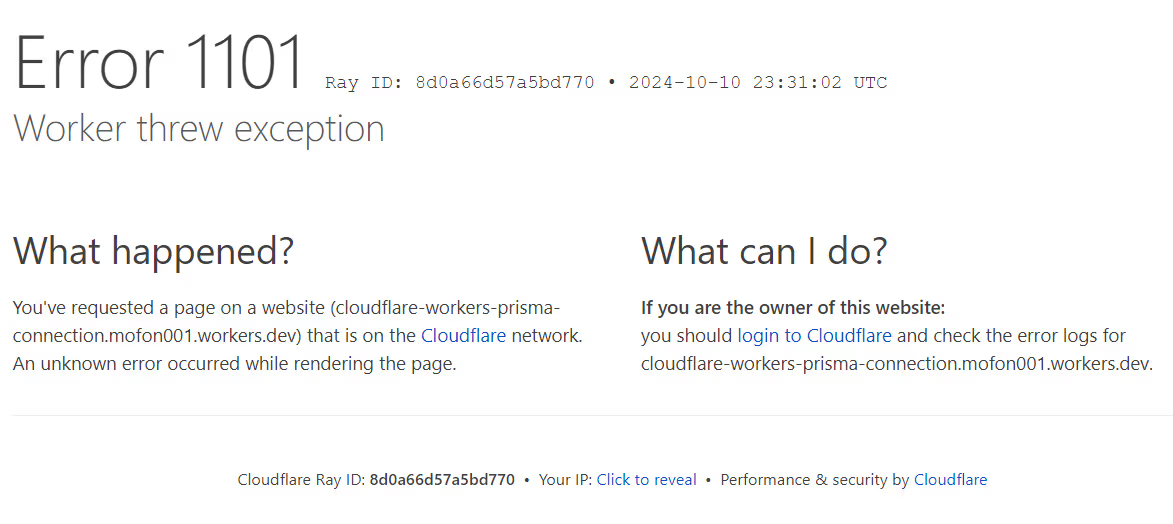 Error 1101 Ray ID: 8d0a66d57a5bd770 • 2024-10-10 23:31:02 UTC
Worker threw exception
What happened?
You've requested a page on a website (cloudflare-workers-prisma-
connection.mofon001.workers.dev) that is on the Cloudflare network.
An unknown error occurred while rendering the page.
What can I do?
If you are the owner of this website:
you should login to Cloudflare and check the error logs for
cloudflare-workers-prisma-connection.mofon001.workers.dev.
Cloudflare Ray ID: 8d0a66d57a5bd770 • Your IP: Click to reveal • Performance & security by Cloudflare